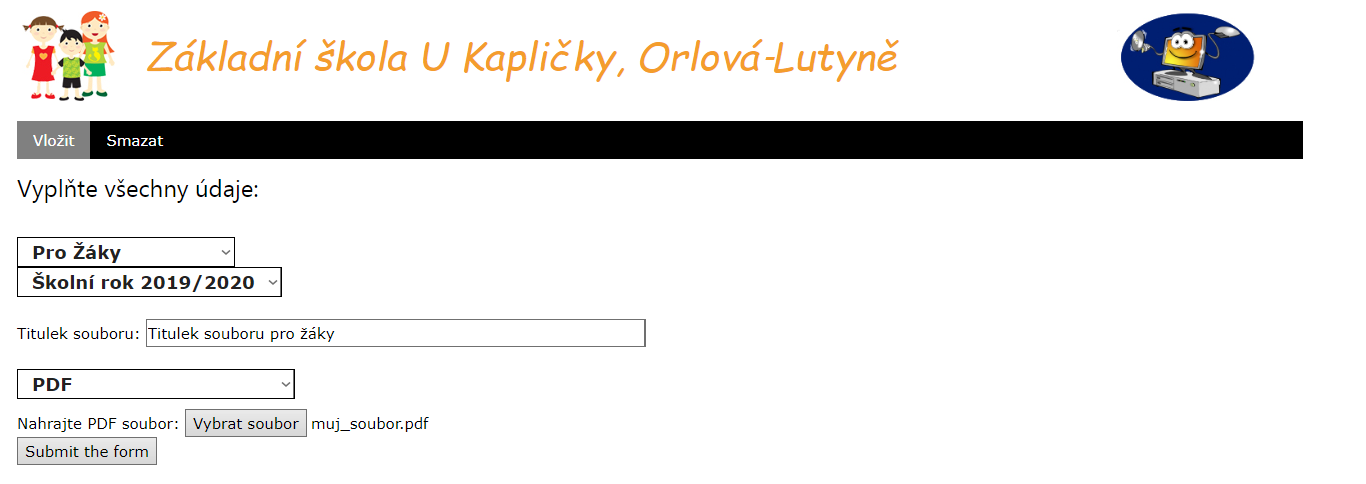 Základní škola U Kapličky, Orlová-Lutyně
Vložit Smazat
Vyplňte všechny údaje:
Pro Žáky
Školní rok 2019/2020
Titulek souboru: Titulek souboru pro žáky
PDF
Nahrajte PDF soubor: Vybrat soubor muj_soubor.pdf
Submit the form